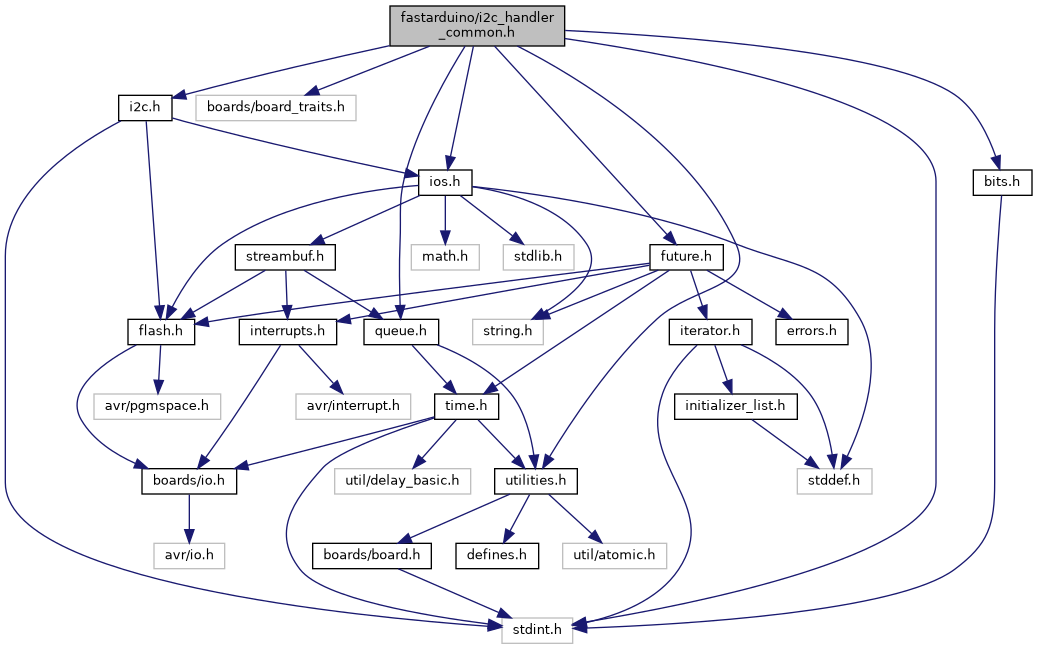 fastarduino/i2c_handler
_common.h
i2c.h
boards/board_traits.h
ios.h
bits.h
streambuf.h
math.h
stdlib.h
future.h
flash.h
interrupts.h
queue.h
string.h
iterator.h
errors.h
avr/pgmspace.h
avr/interrupt.h
time.h
initializer_list.h
boards/io.h
util/delay_basic.h
utilities.h
stddef.h
avr/io.h
boards/board.h
defines.h
util/atomic.h
stdint.h